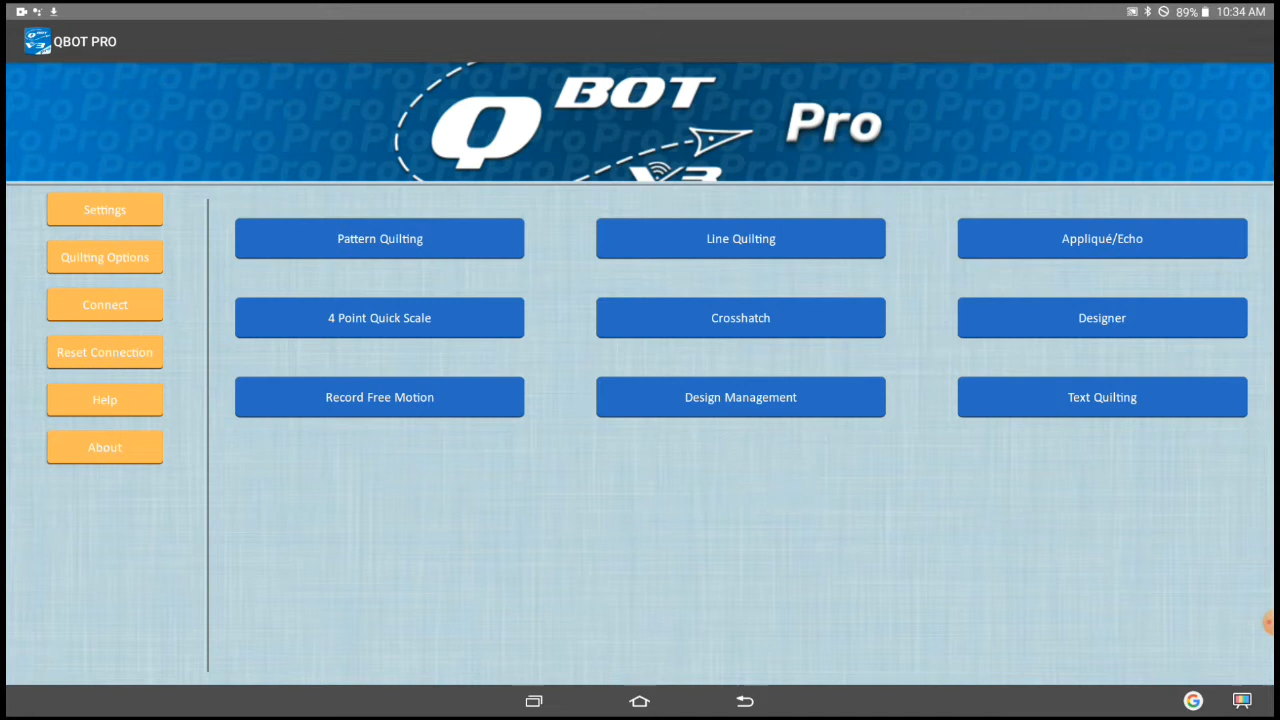 89% 10:34 AM
QBOT PRO
Q BOT Pro
V3
Settings
Quilting Options
Connect
Reset Connection
Help
About
Pattern Quilting
Line Quilting
Appliqué/Echo
4 Point Quick Scale
Crosshatch
Designer
Record Free Motion
Design Management
Text Quilting